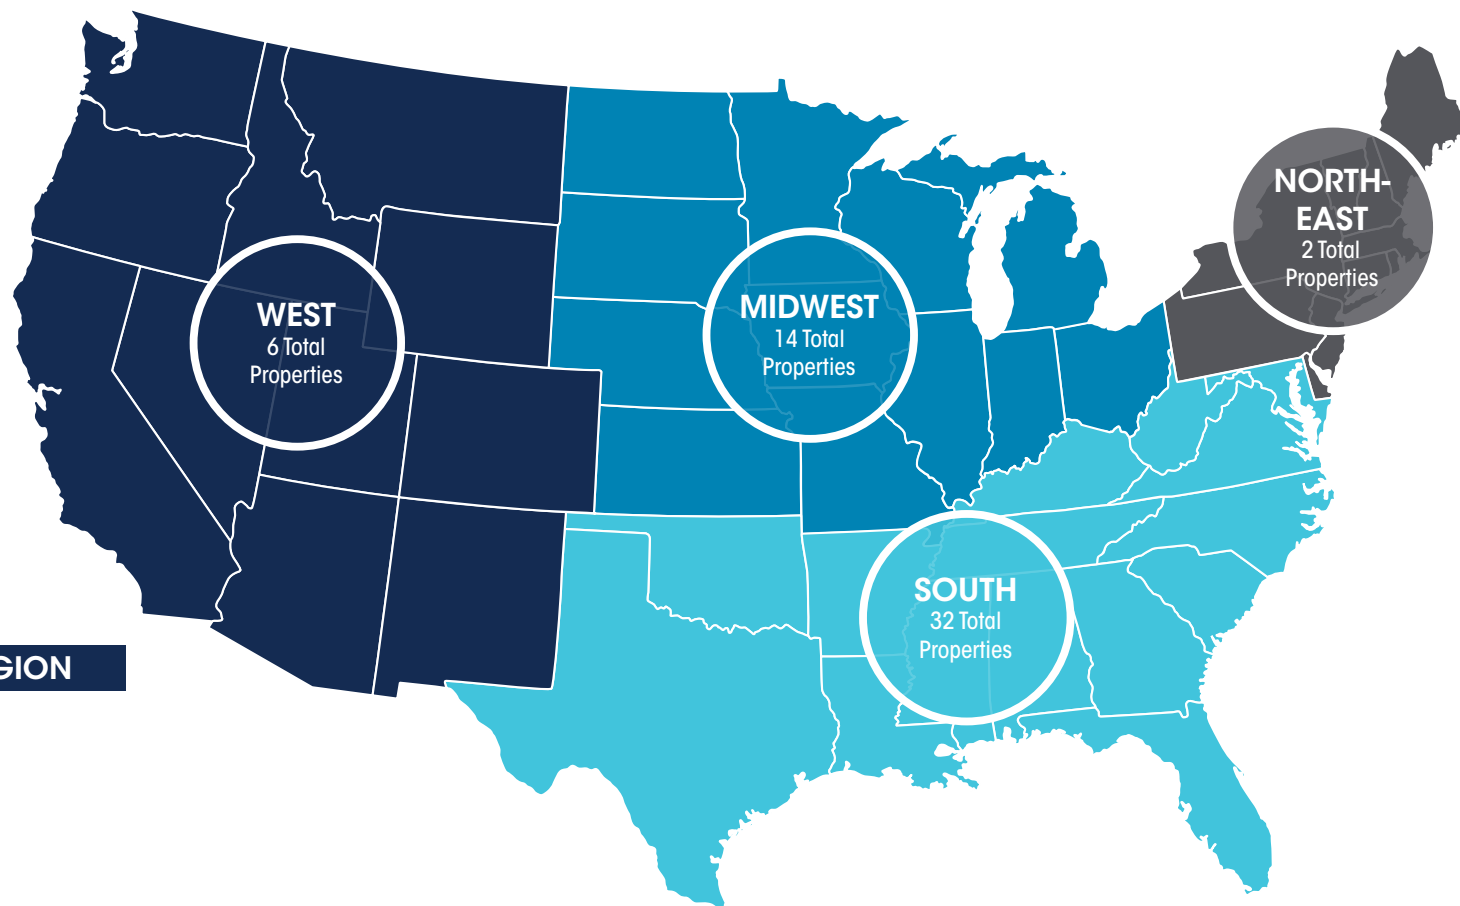 NORTH-
EAST
2 Total
Properties
WEST
6 Total
Properties
MIDWEST
14 Total
Properties
SOUTH
32 Total
Properties
GION